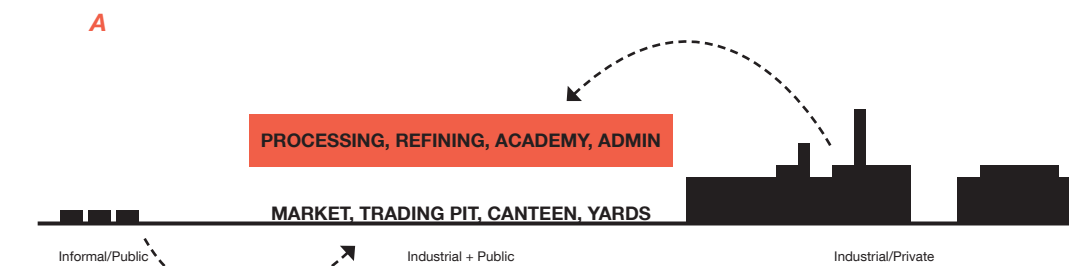 A
PROCESSING, REFINING, ACADEMY, ADMIN
MARKET, TRADING PIT, CANTEEN, YARDS
Informal/Public
Industrial + Public
Industrial/Private